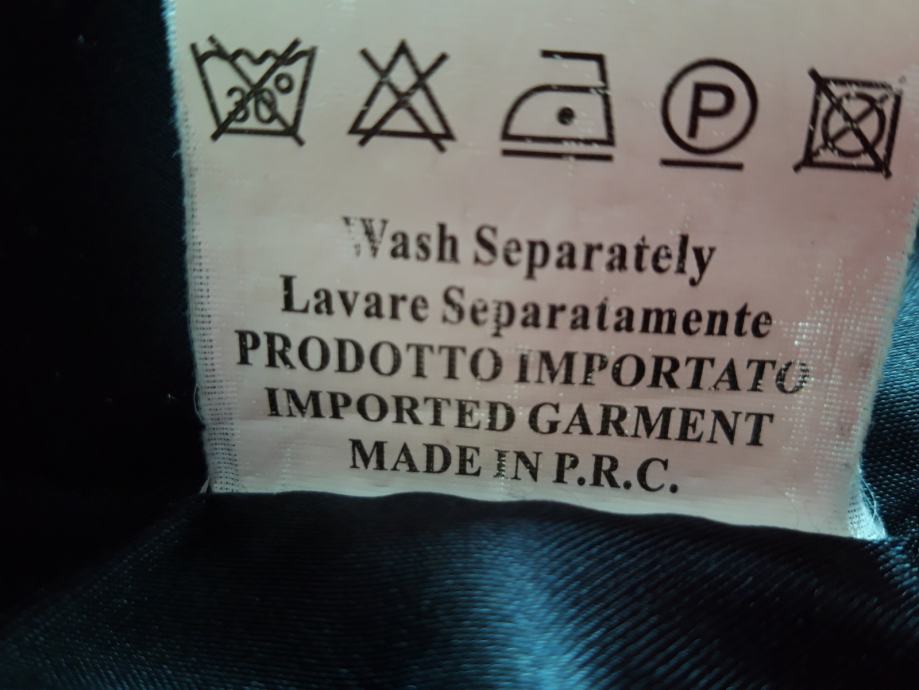 30°
P
Wash Separately
Lavare Separatamente
PRODOTTO IMPORTATO
IMPORTED GARMENT
MADE IN P.R.C.